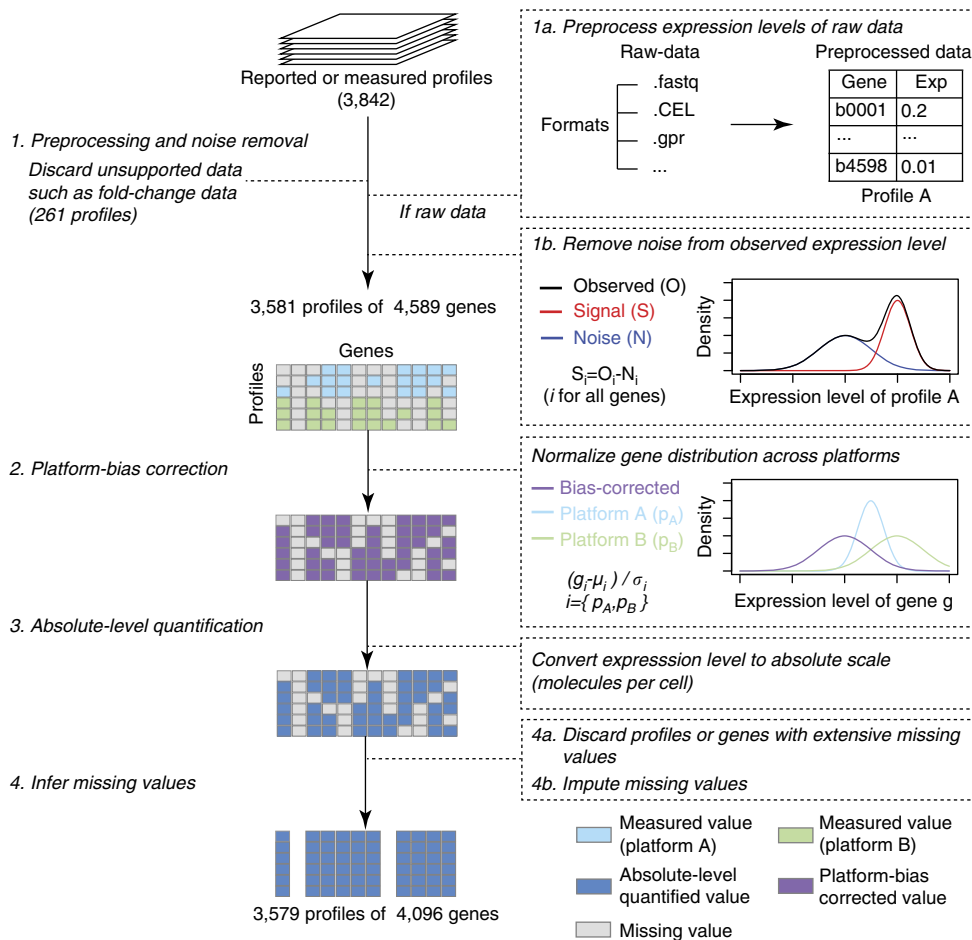 Reported or measured profiles
(3,842)
1. Preprocessing and noise removal
Discard unsupported data
such as fold-change data
(261 profiles)
If raw data
1a. Preprocess expression levels of raw data
Raw-data
Formats
.fastq
.CEL
.gpr
...
Preprocessed data
Gene Exp
b0001 0.2
... ...
b4598 0.01
Profile A
1b. Remove noise from observed expression level
Observed (O)
Signal (S)
Noise (N)
Sᵢ=Oᵢ-Nᵢ
(i for all genes)
Density
Expression level of profile A
3,581 profiles of 4,589 genes
Genes
Profiles
2. Platform-bias correction
Normalize gene distribution across platforms
Bias-corrected
Platform A (p_A)
Platform B (p_B)
(gᵢ-μᵢ) / σᵢ
i={p_A,p_B}
Density
Expression level of gene g
3. Absolute-level quantification
Convert expresssion level to absolute scale
(molecules per cell)
4. Infer missing values
4a. Discard profiles or genes with extensive missing
values
4b. Impute missing values
3,579 profiles of 4,096 genes
Measured value
(platform A)
Measured value
(platform B)
Absolute-level
quantified value
Platform-bias
corrected value
Missing value